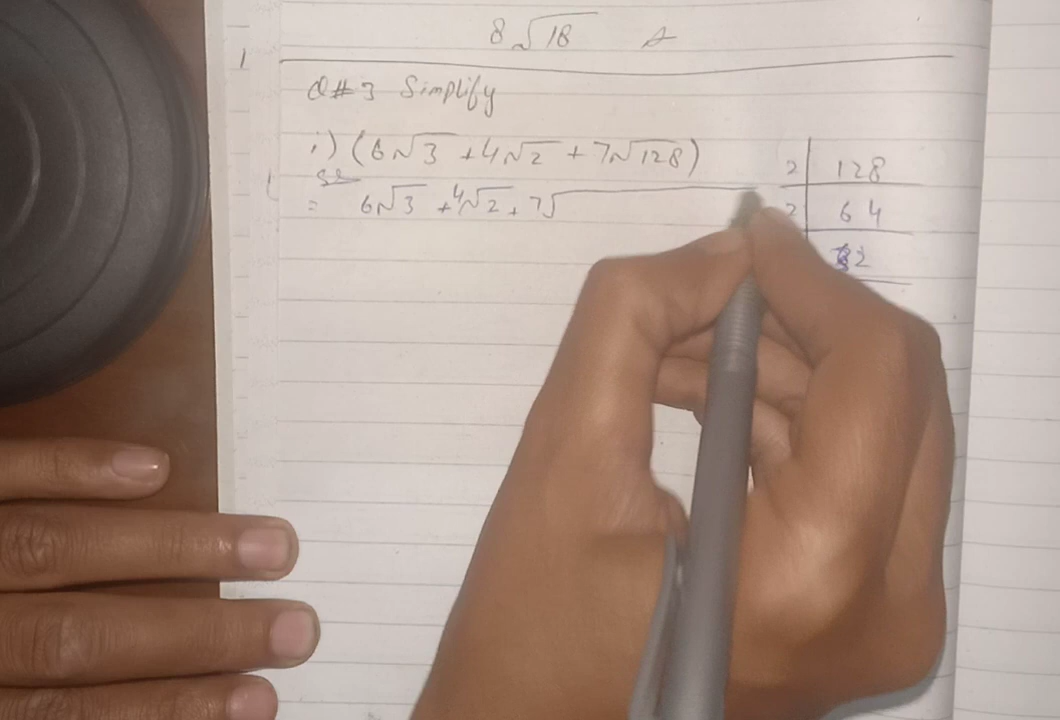 8√18
Q#3 Simplify
i) (6√3 + 4√2 + 7√128)
= 6√3 + 4√2 + 7√
2 | 128
2 | 64
32